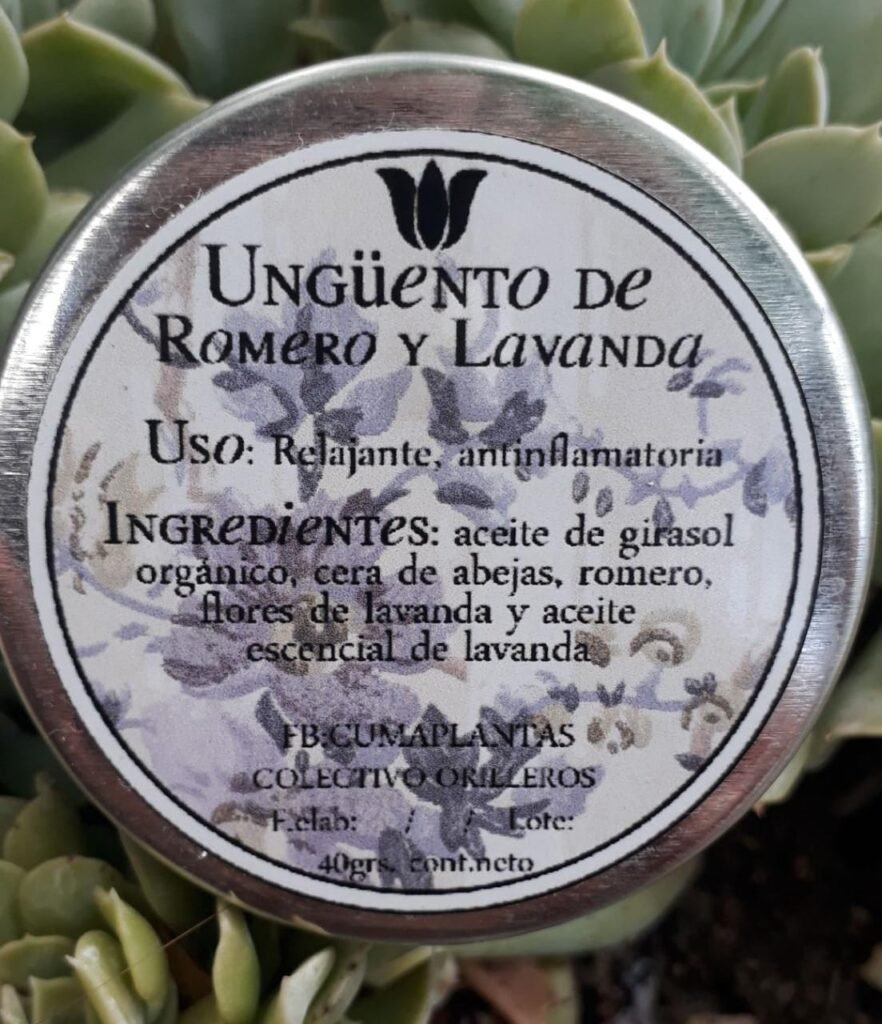 Ungüento de
Romero y Lavanda
Uso: Relajante, antinflamatoria
Ingredientes: aceite de girasol
orgánico, cera de abejas, romero,
flores de lavanda y aceite
escencial de lavanda
FB:CUMAPLANTAS
COLECTIVO ORILLEROS
F.elab: / / Lote:
40grs. cont.neto